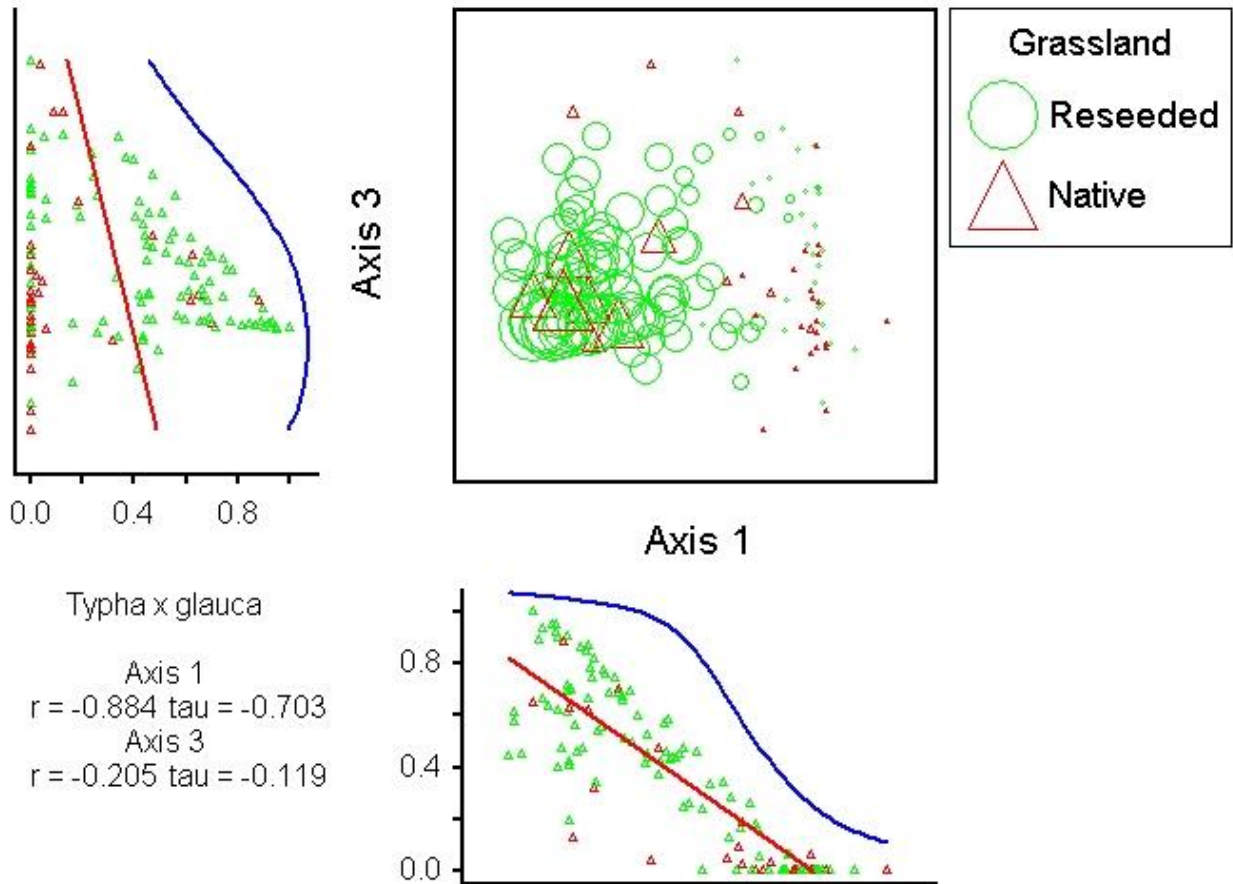 Grassland
Reseeded
Native
Axis 3
0.0 0.4 0.8
Axis 1
Typha x glauca
Axis 1
r = -0.884 tau = -0.703
Axis 3
r = -0.205 tau = -0.119
0.8
0.4
0.0